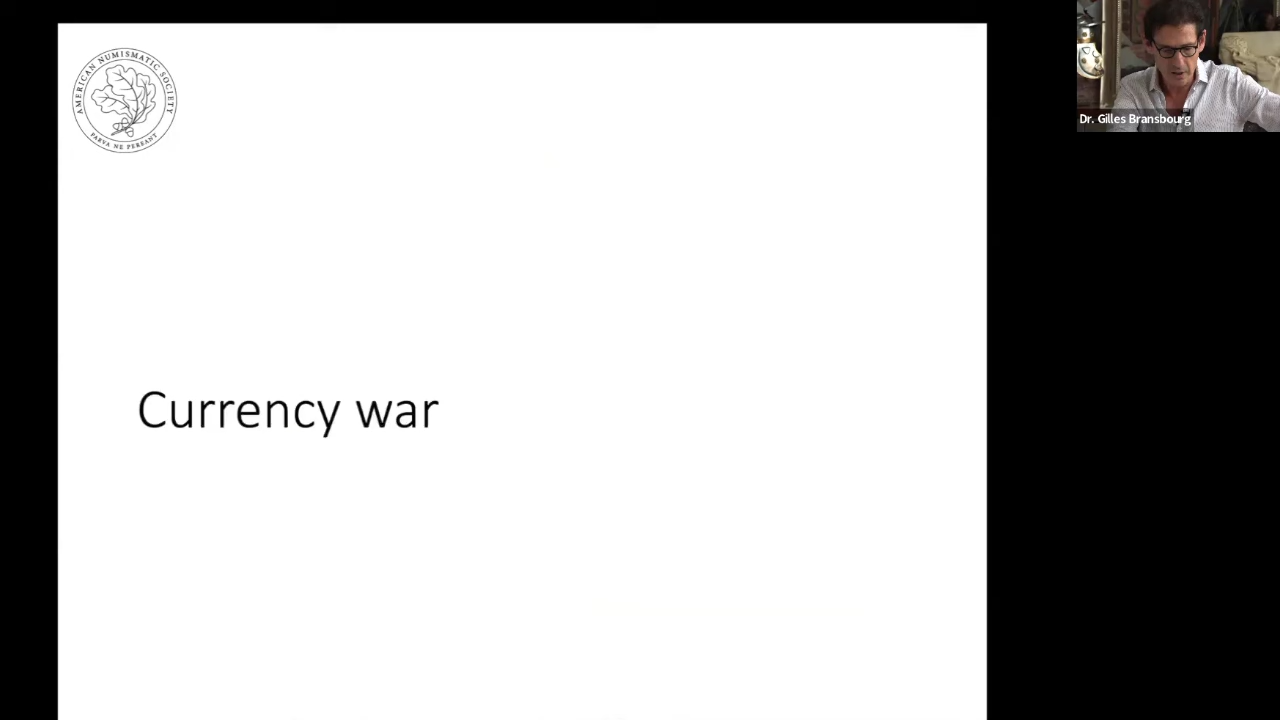 AMERICAN NUMISMATIC SOCIETY
PARVA NE PEREANT
Currency war
Dr. Gilles Bransbourg